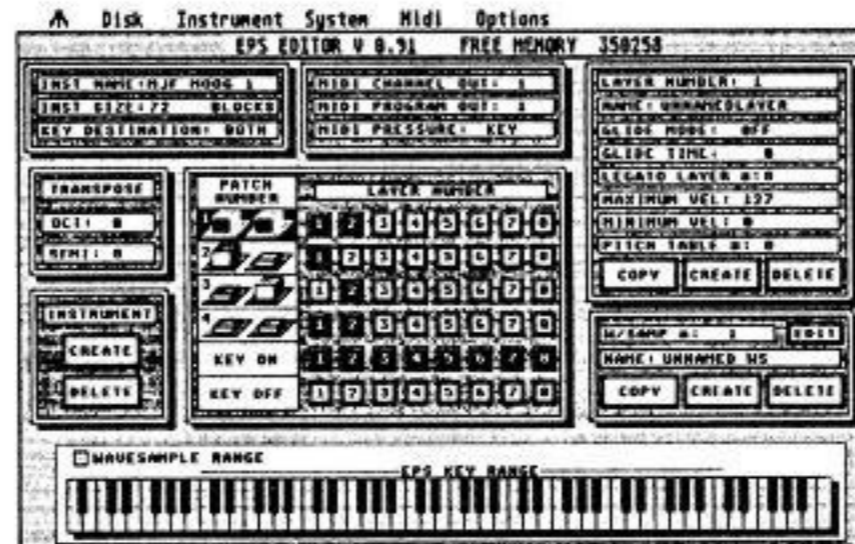 Disk Instrument System Midi Options
EPS EDITOR V 0.91 FREE MEMORY 350258
INST NAME:MJF MOOG 1
INST SIZE:72 BLOCKS
KEY DESTINATION: BOTH
MIDI CHANNEL OUT: 1
MIDI PROGRAM OUT: 1
MIDI PRESSURE: KEY
LAYER NUMBER: 1
NAME: UNNAMEDLAYER
GLIDE MODE: OFF
GLIDE TIME: 0
LEGATO LAYER #:0
MAXIMUM VEL: 127
MINIMUM VEL: 0
PITCH TABLE #: 0
COPY CREATE DELETE
TRANSPOSE
OCT: 0
SEMI: 0
INSTRUMENT
CREATE
DELETE
PATCH NUMBER
LAYER NUMBER
1 1 2 3 4 5 6 7 8
2 1 2 3 4 5 6 7 8
3 1 2 3 4 5 6 7 8
4 1 2 3 4 5 6 7 8
KEY ON 1 2 3 4 5 6 7 8
KEY OFF 1 2 3 4 5 6 7 8
W/SAMP #: 1 EDIT
NAME: UNNAMED WS
COPY CREATE DELETE
WAVESAMPLE RANGE
EPS KEY RANGE